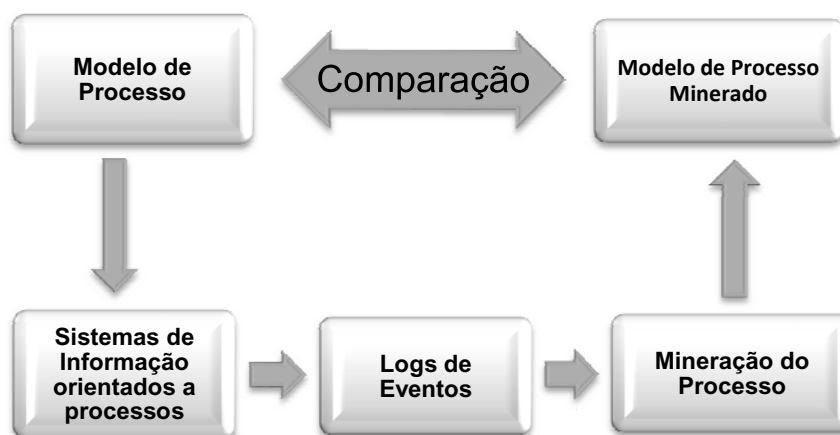 Modelo de
Processo
Comparação
Modelo de Processo
Minerado
Sistemas de
Informação
orientados a
processos
Logs de
Eventos
Mineração do
Processo